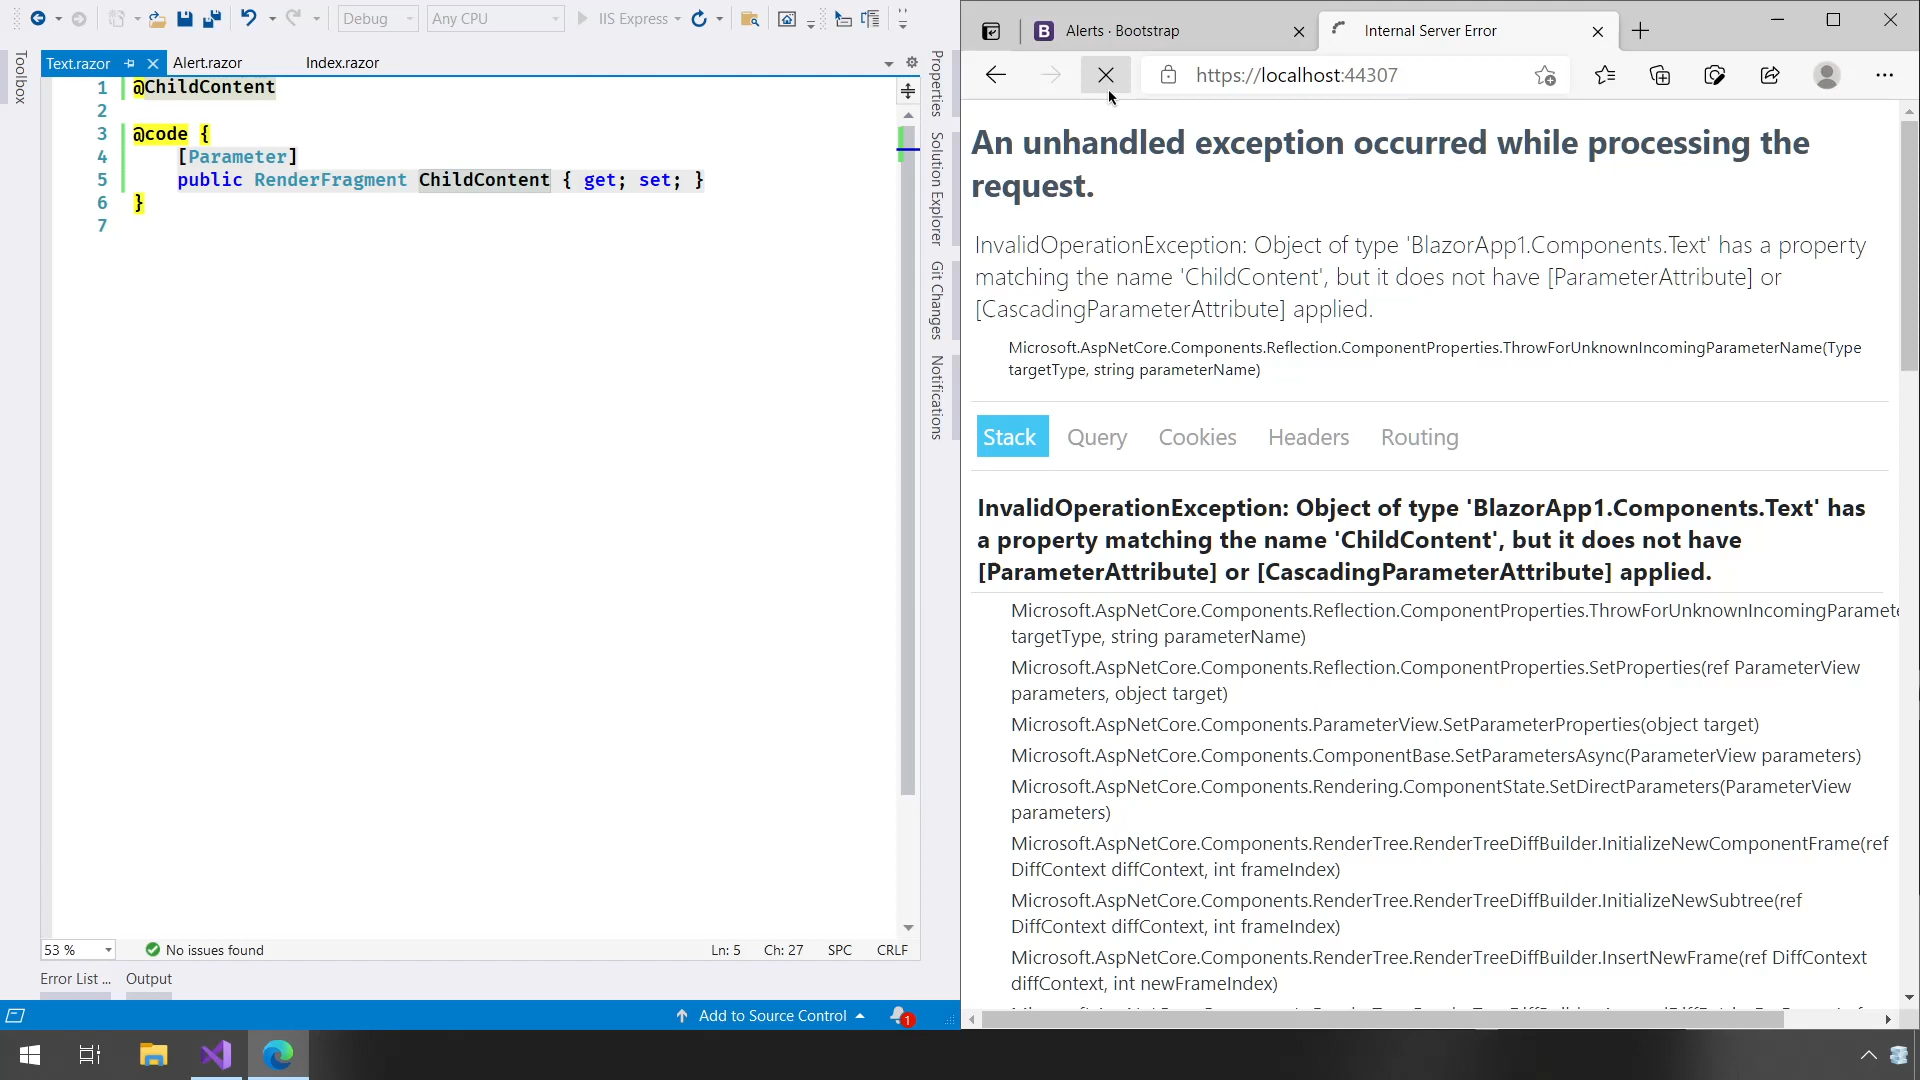 Debug
Any CPU
IIS Express
Toolbox
Text.razor
Alert.razor
Index.razor
1 @ChildContent
2
3 @code {
4 [Parameter]
5 public RenderFragment ChildContent { get; set; }
6 }
7
Properties
Solution Explorer
Git Changes
Notifications
53 %
No issues found
Ln: 5
Ch: 27
SPC
CRLF
Error List ...
Output
Add to Source Control
1
B
Alerts · Bootstrap
Internal Server Error
https://localhost:44307
An unhandled exception occurred while processing the
request.
InvalidOperationException: Object of type 'BlazorApp1.Components.Text' has a property
matching the name 'ChildContent', but it does not have [ParameterAttribute] or
[CascadingParameterAttribute] applied.
Microsoft.AspNetCore.Components.Reflection.ComponentProperties.ThrowForUnknownIncomingParameterName(Type
targetType, string parameterName)
Stack Query Cookies Headers Routing
InvalidOperationException: Object of type 'BlazorApp1.Components.Text' has
a property matching the name 'ChildContent', but it does not have
[ParameterAttribute] or [CascadingParameterAttribute] applied.
Microsoft.AspNetCore.Components.Reflection.ComponentProperties.ThrowForUnknownIncomingParamete
targetType, string parameterName)
Microsoft.AspNetCore.Components.Reflection.ComponentProperties.SetProperties(ref ParameterView
parameters, object target)
Microsoft.AspNetCore.Components.ParameterView.SetParameterProperties(object target)
Microsoft.AspNetCore.Components.ComponentBase.SetParametersAsync(ParameterView parameters)
Microsoft.AspNetCore.Components.Rendering.ComponentState.SetDirectParameters(ParameterView
parameters)
Microsoft.AspNetCore.Components.RenderTree.RenderTreeDiffBuilder.InitializeNewComponentFrame(ref
DiffContext diffContext, int frameIndex)
Microsoft.AspNetCore.Components.RenderTree.RenderTreeDiffBuilder.InitializeNewSubtree(ref
DiffContext diffContext, int frameIndex)
Microsoft.AspNetCore.Components.RenderTree.RenderTreeDiffBuilder.InsertNewFrame(ref DiffContext
diffContext, int newFrameIndex)